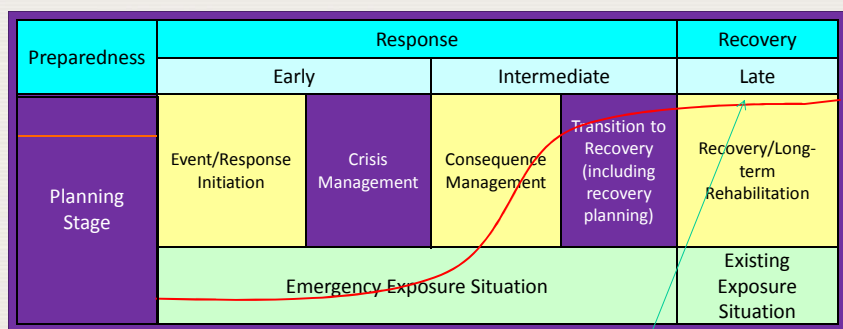 Preparedness
Response
Recovery
Early
Intermediate
Late
Planning
Stage
Event/Response
Initiation
Crisis
Management
Consequence
Management
Transition to
Recovery
(including
recovery
planning)
Recovery/Long-
term
Rehabilitation
Emergency Exposure Situation
Existing
Exposure
Situation